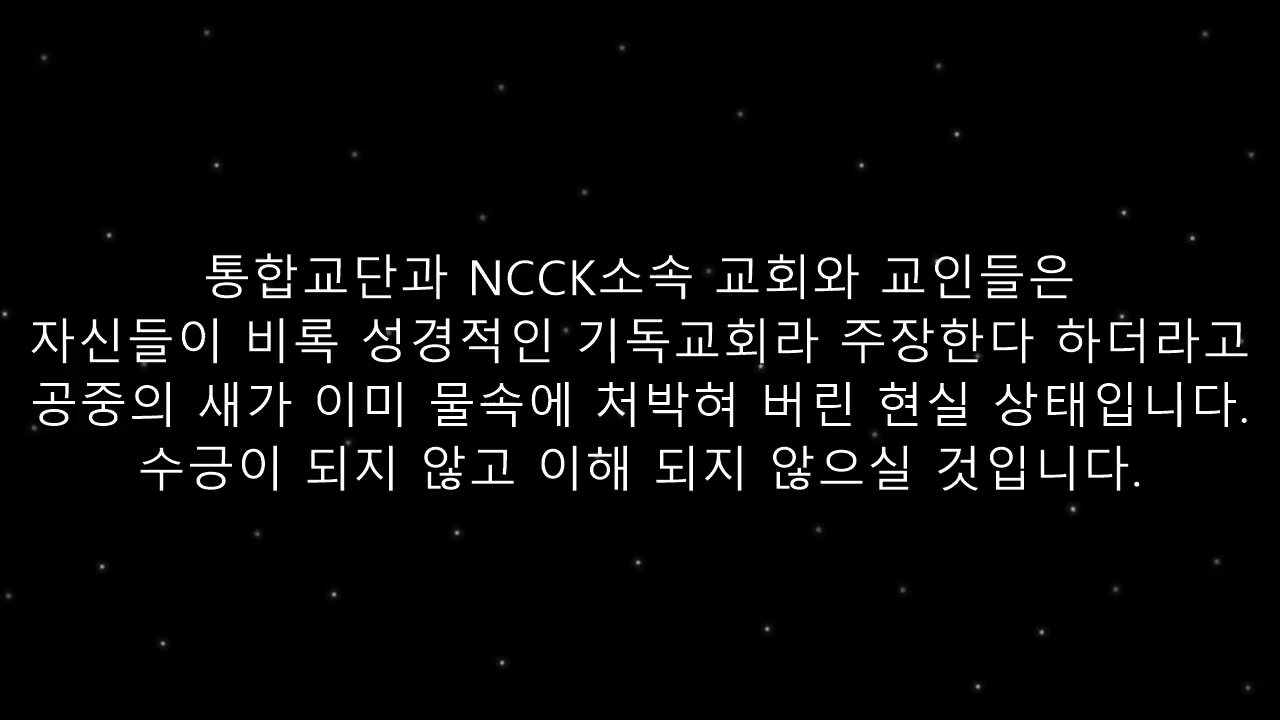 통합교단과 NCCK소속 교회와 교인들은
자신들이 비록 성경적인 기독교회라 주장한다 하더라고
공중의 새가 이미 물속에 처박혀 버린 현실 상태입니다.
수긍이 되지 않고 이해 되지 않으실 것입니다.